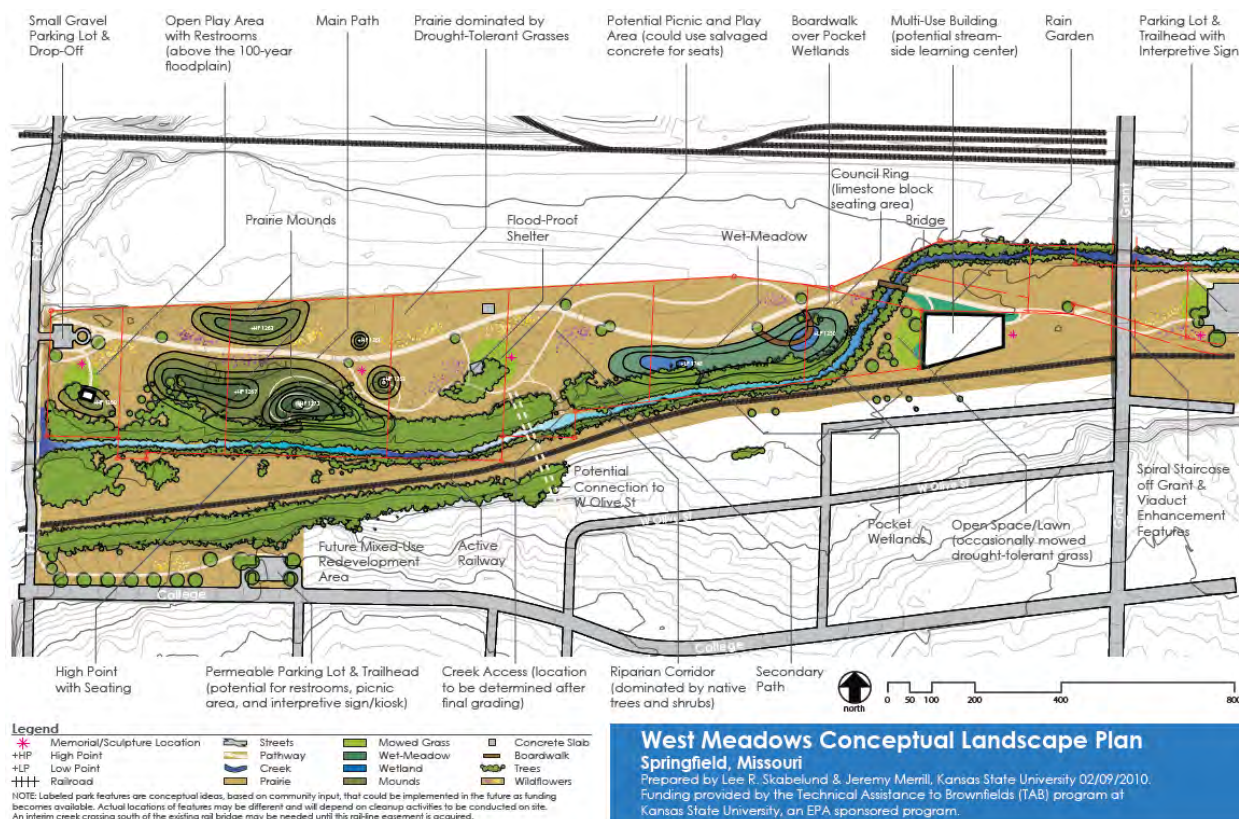 Small Gravel
Parking Lot &
Drop-Off
Open Play Area
with Restrooms
(above the 100-year
floodplain)
Main Path
Prairie dominated by
Drought-Tolerant Grasses
Potential Picnic and Play
Area (could use salvaged
concrete for seats)
Boardwalk
over Pocket
Wetlands
Multi-Use Building
(potential stream-
side learning center)
Rain
Garden
Parking Lot &
Trailhead with
Interpretive Sign
Council Ring
(limestone block
seating area)
Bridge
Grant
Prairie Mounds
Flood-Proof
Shelter
Wet-Meadow
Fort
Potential
Connection to
W Olive St
Future Mixed-Use
Redevelopment
Area
Active
Railway
W Olive St
W Olive St
Pocket
Wetlands
Open Space/Lawn
(occasionally mowed
drought-tolerant grass)
Spiral Staircase
off Grant &
Viaduct
Enhancement
Features
Grant
Fort
College
College
High Point
with Seating
Permeable Parking Lot & Trailhead
(potential for restrooms, picnic
area, and interpretive sign/kiosk)
Creek Access (location
to be determined after
final grading)
Riparian Corridor
(dominated by native
trees and shrubs)
Secondary
Path
north
0 50 100 200 400 800
Legend
Memorial/Sculpture Location
+HP High Point
+LP Low Point
Railroad
Streets
Pathway
Creek
Prairie
Mowed Grass
Wet-Meadow
Wetland
Mounds
Concrete Slab
Boardwalk
Trees
Wildflowers
NOTE: Labeled park features are conceptual ideas, based on community input, that could be implemented in the future as funding
becomes available. Actual locations of features may be different and will depend on cleanup activities to be conducted on site.
An interim creek crossing south of the existing rail bridge may be needed until this rail-line easement is acquired.
West Meadows Conceptual Landscape Plan
Springfield, Missouri
Prepared by Lee R. Skabelund & Jeremy Merrill, Kansas State University 02/09/2010.
Funding provided by the Technical Assistance to Brownfields (TAB) program at
Kansas State University, an EPA sponsored program.